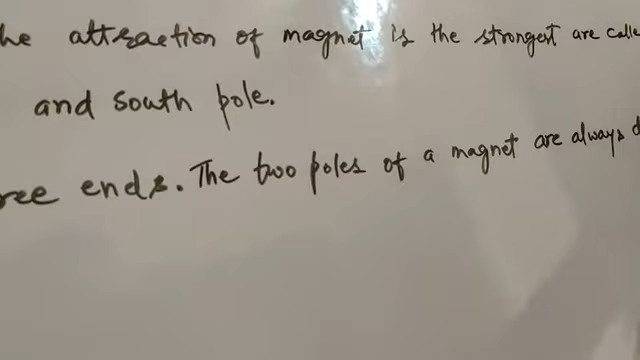 he attraction of magnet is the strongest are calle
and south pole.
ree ends. The two poles of a magnet are always d